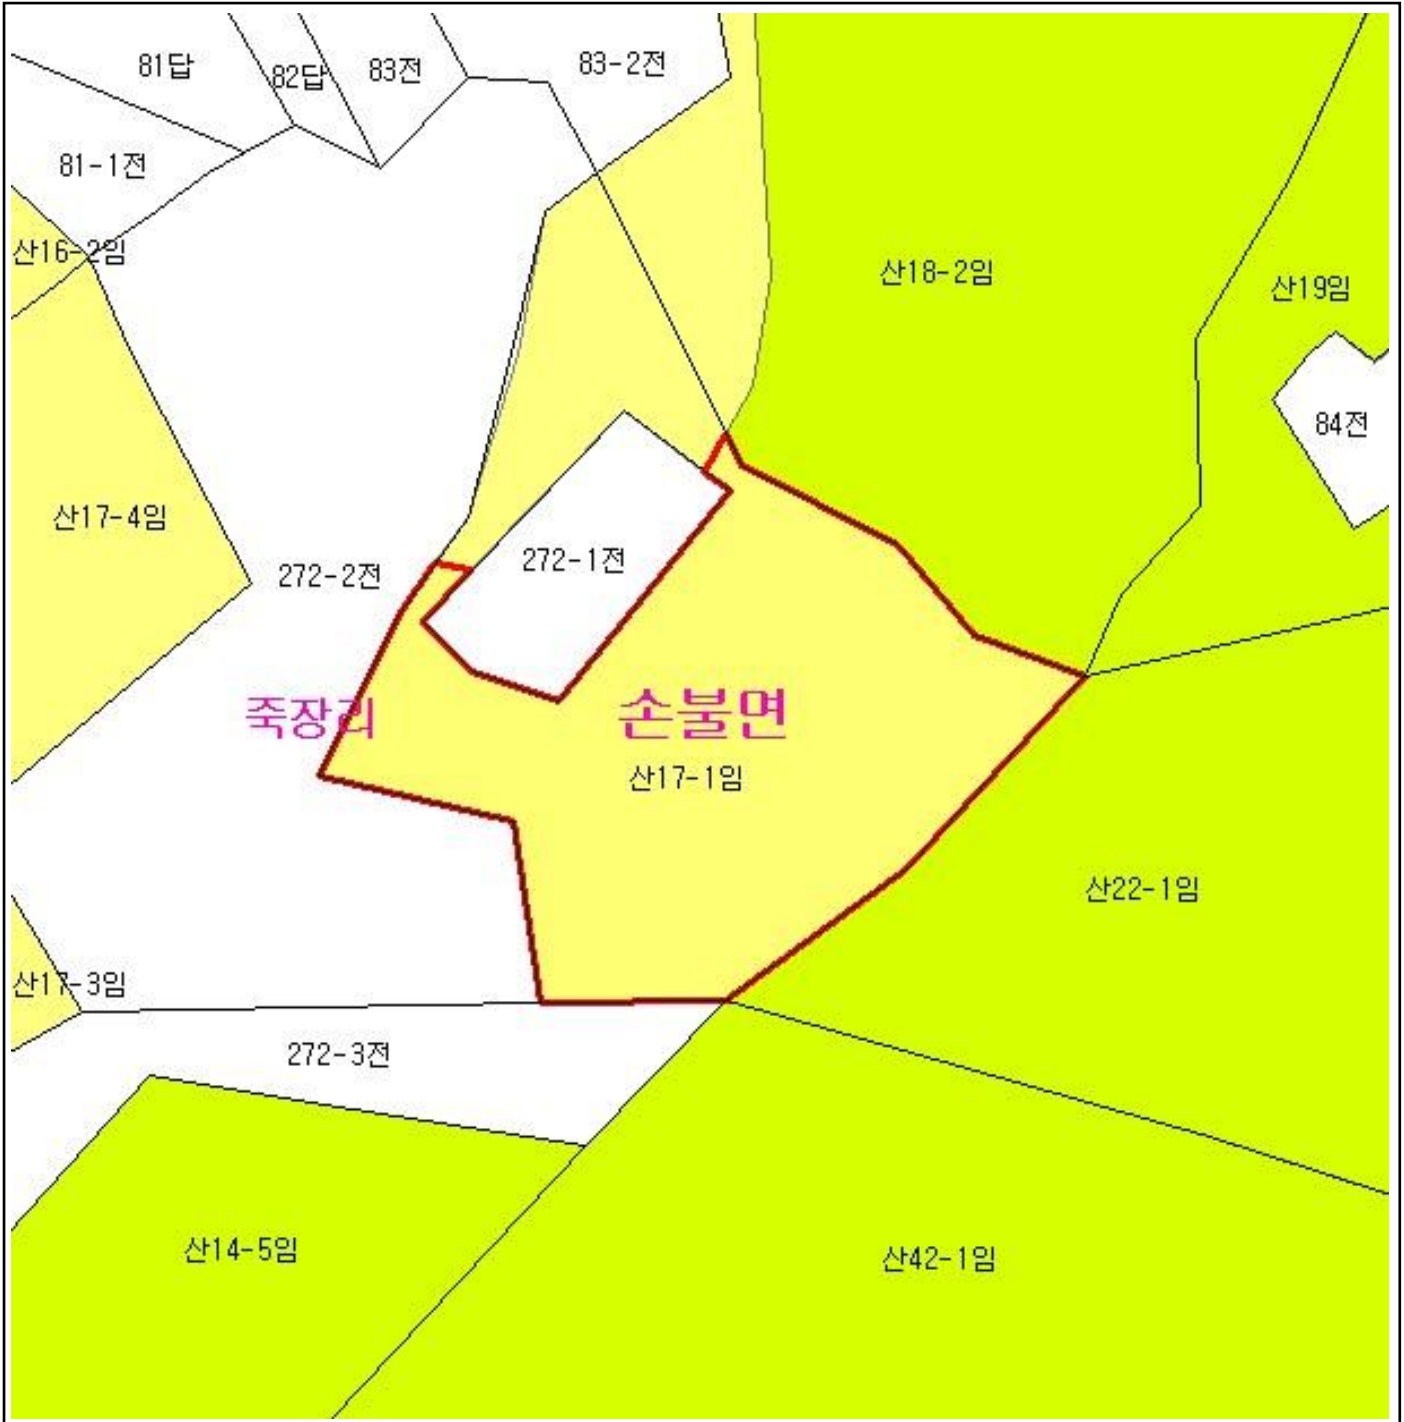 81답
82답
83전
83-2전
81-1전
산16-2임
산18-2임
산19임
84전
산17-4임
272-2전
272-1전
죽장리
손불면
산17-1임
산22-1임
산17-3임
272-3전
산14-5임
산42-1임